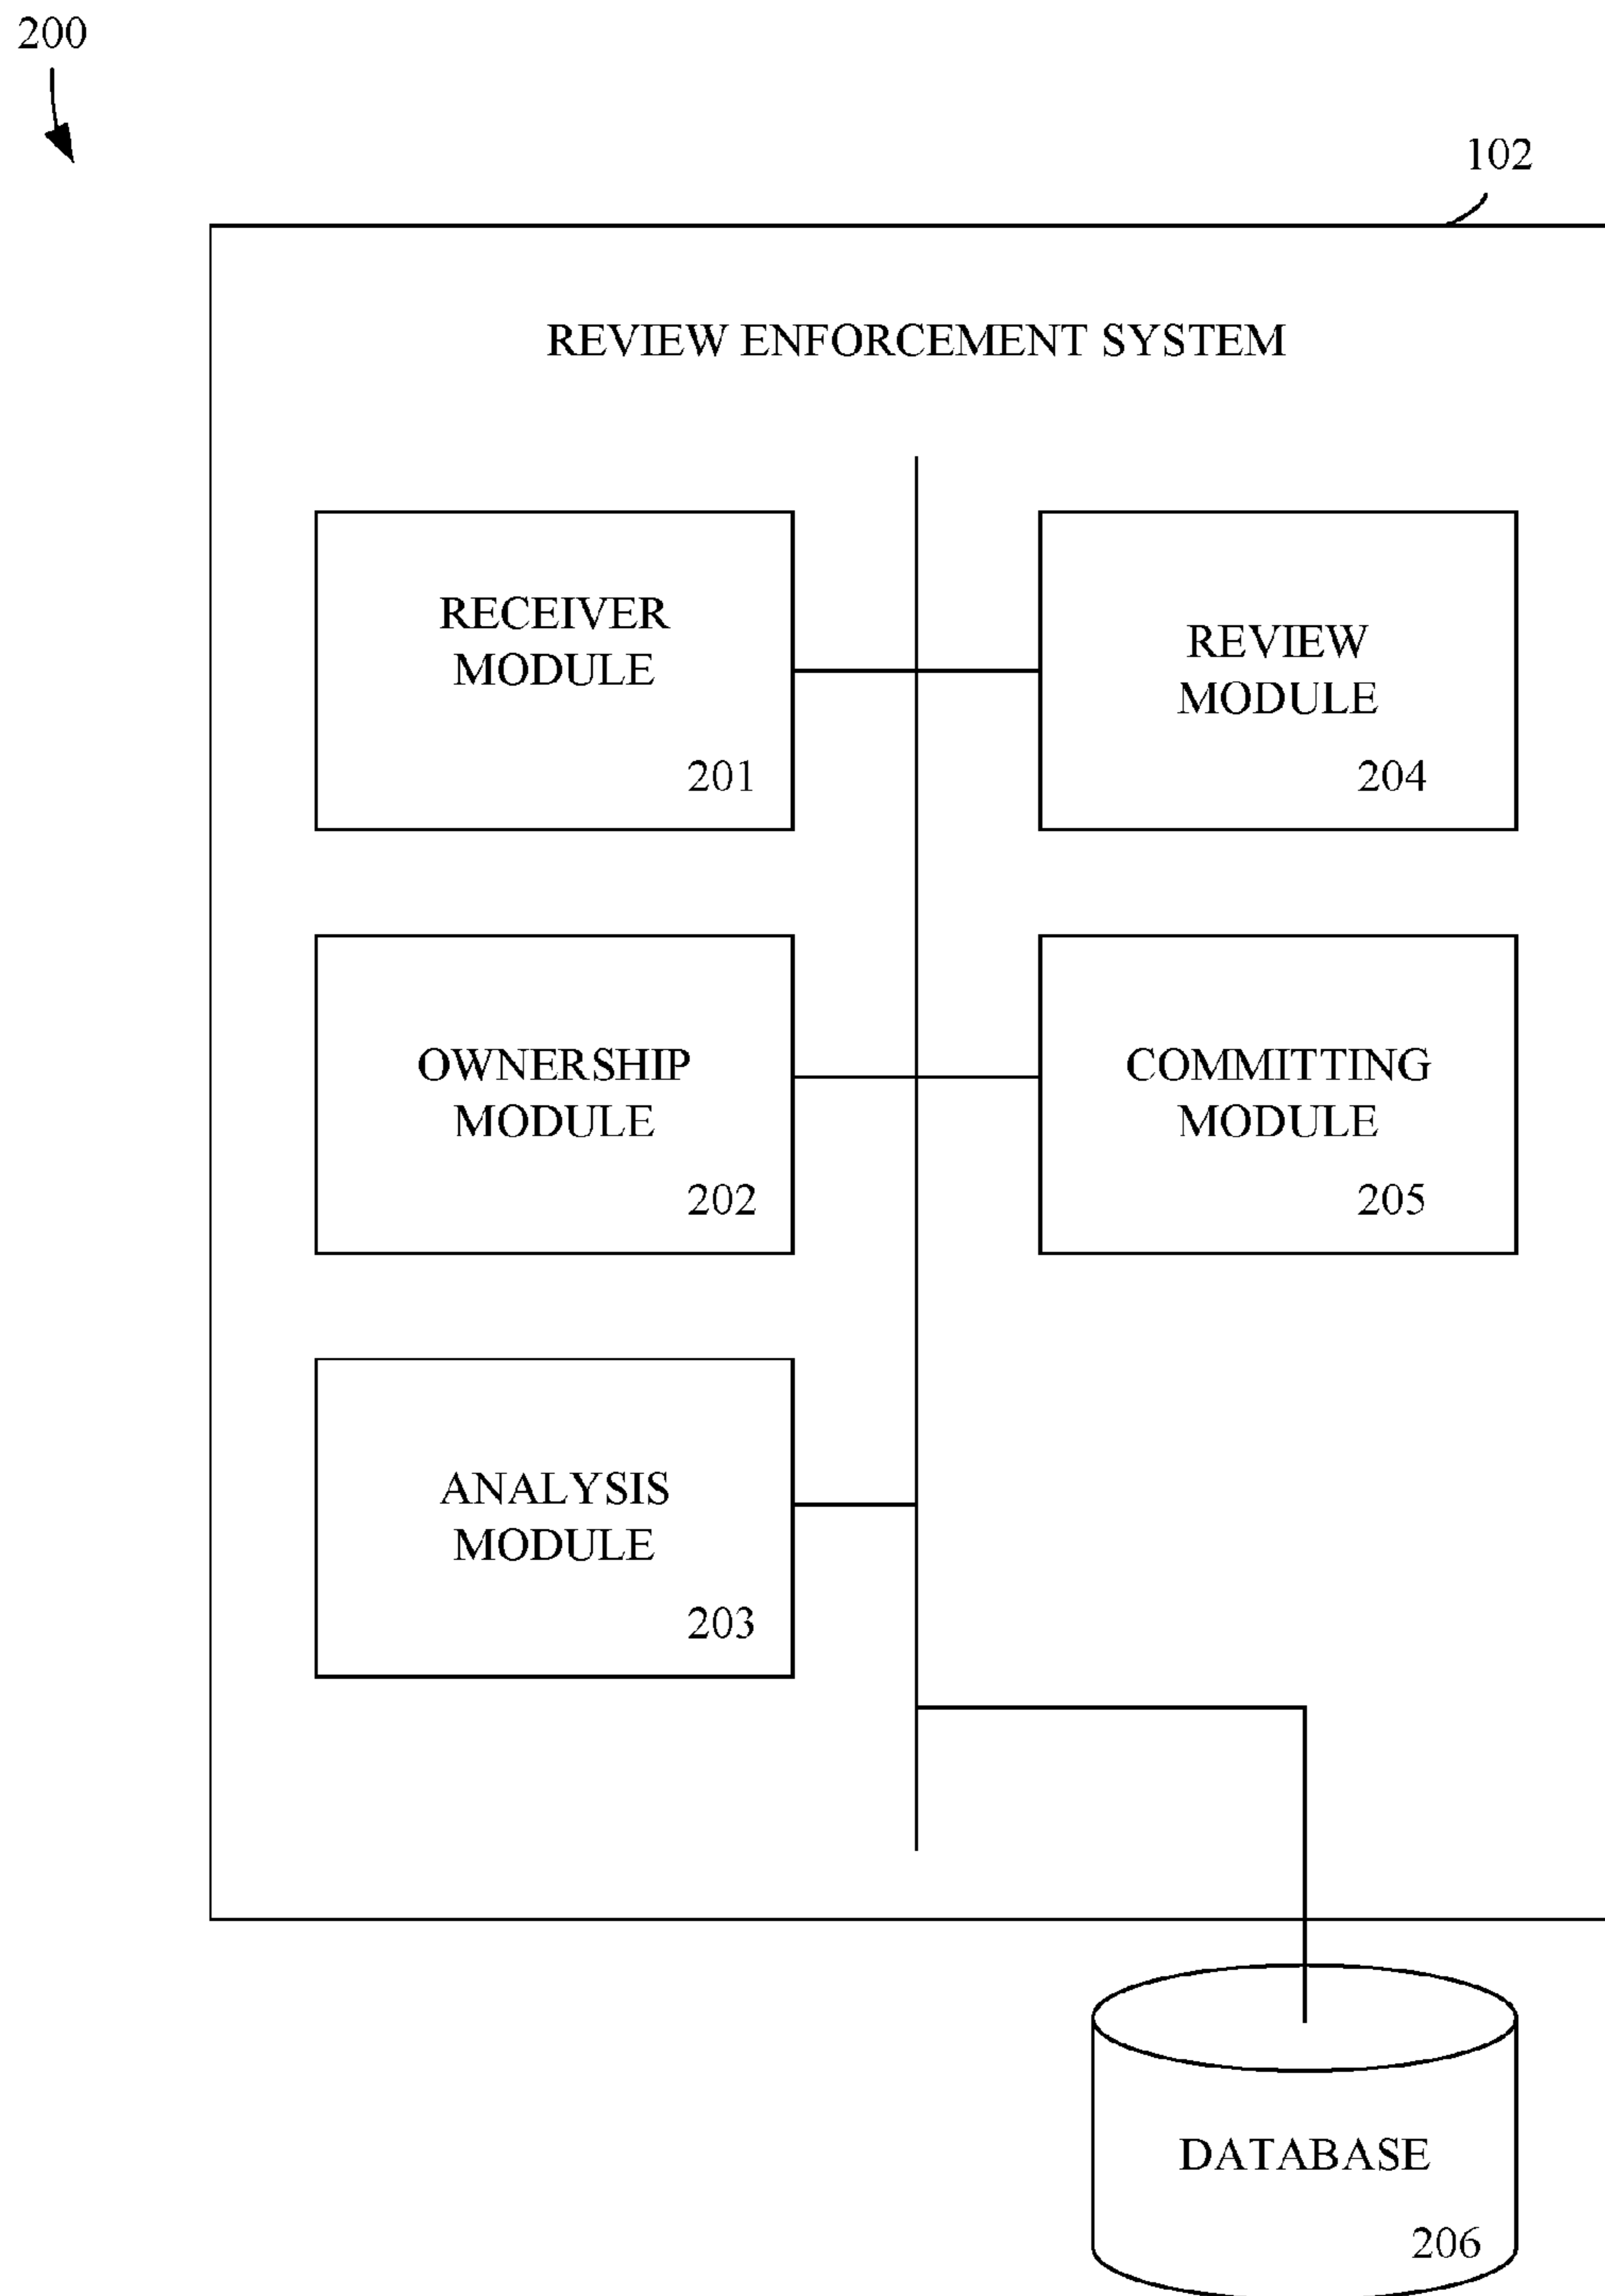 200
102
REVIEW ENFORCEMENT SYSTEM
RECEIVER
MODULE
201
REVIEW
MODULE
204
OWNERSHIP
MODULE
202
COMMITTING
MODULE
205
ANALYSIS
MODULE
203
DATABASE
206